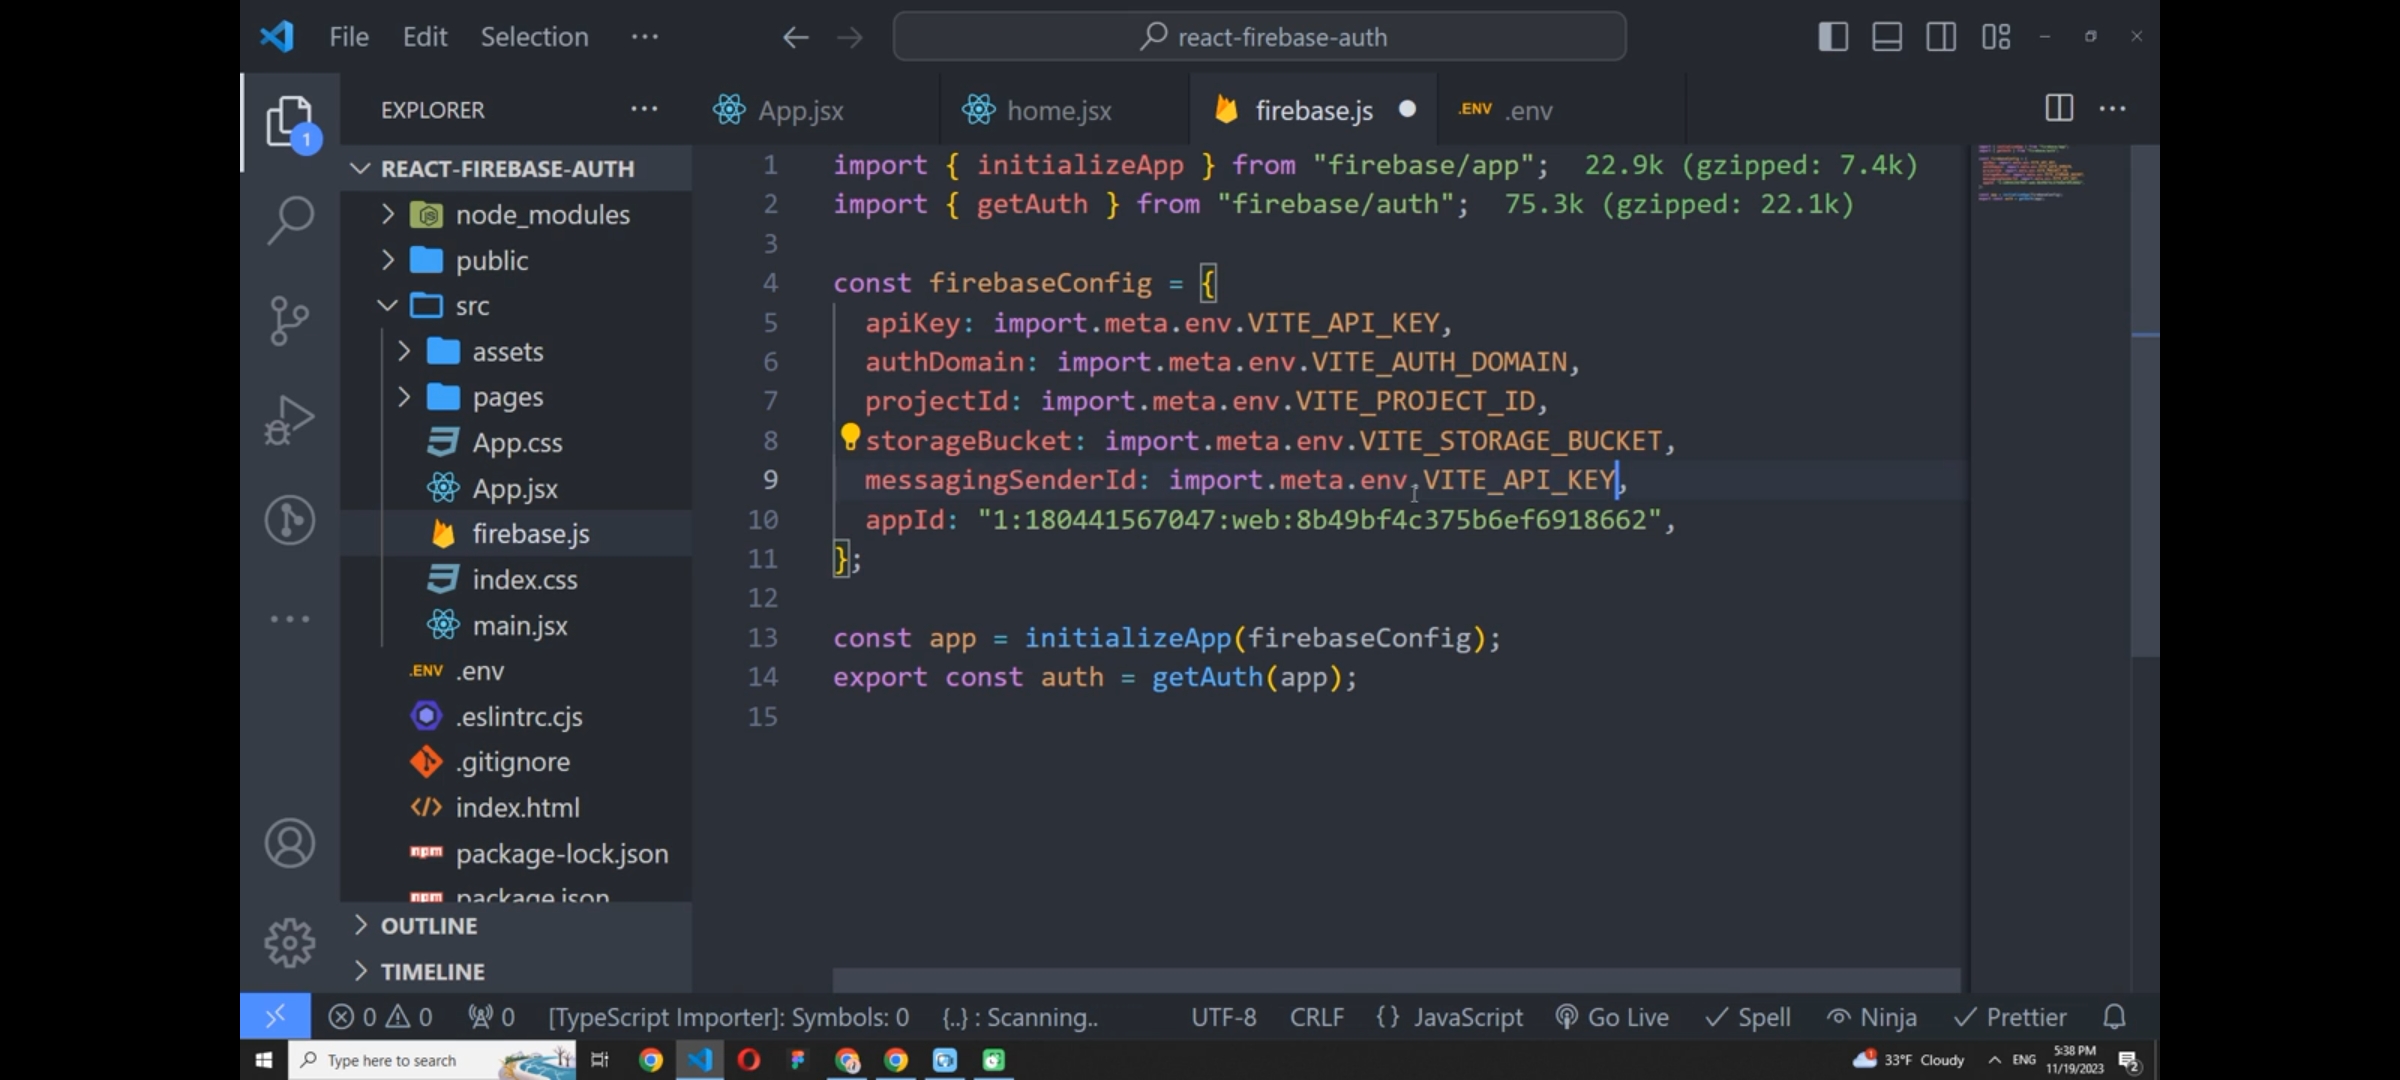 File Edit Selection ···
react-firebase-auth
EXPLORER ···
App.jsx
home.jsx
firebase.js
.ENV .env
1
REACT-FIREBASE-AUTH
node_modules
public
src
assets
pages
App.css
App.jsx
firebase.js
index.css
main.jsx
.ENV .env
.eslintrc.cjs
.gitignore
index.html
npm package-lock.json
npm package.json
OUTLINE
TIMELINE
1 import { initializeApp } from "firebase/app"; 22.9k (gzipped: 7.4k)
2 import { getAuth } from "firebase/auth"; 75.3k (gzipped: 22.1k)
3
4 const firebaseConfig = {
5 apiKey: import.meta.env.VITE_API_KEY,
6 authDomain: import.meta.env.VITE_AUTH_DOMAIN,
7 projectId: import.meta.env.VITE_PROJECT_ID,
8 storageBucket: import.meta.env.VITE_STORAGE_BUCKET,
9 messagingSenderId: import.meta.env.VITE_API_KEY,
10 appId: "1:180441567047:web:8b49bf4c375b6ef6918662",
11 };
12
13 const app = initializeApp(firebaseConfig);
14 export const auth = getAuth(app);
15
0 0 0 [TypeScript Importer]: Symbols: 0 {..} : Scanning.. UTF-8 CRLF {} JavaScript Go Live Spell Ninja Prettier
Type here to search
33°F Cloudy ENG
5:38 PM
11/19/2023
2